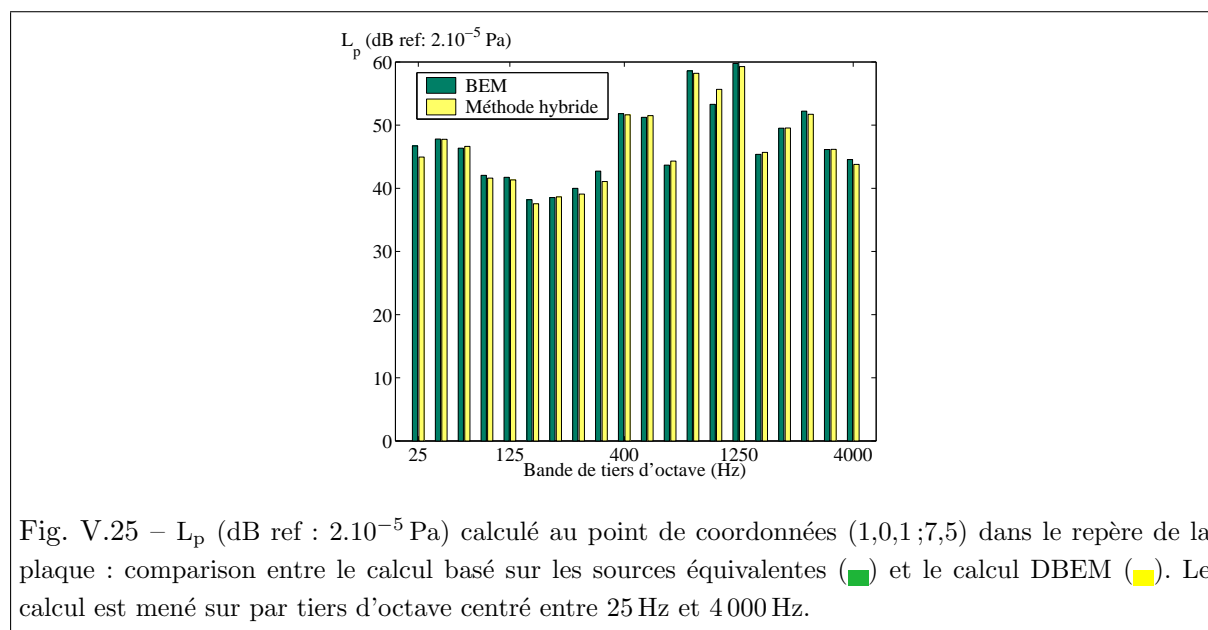 Lp (dB ref: 2.10−5 Pa)
60
50
40
30
20
10
0
BEM
Méthode hybride
25 125 400 1250 4000
Bande de tiers d'octave (Hz)
Fig. V.25 – Lp (dB ref : 2.10−5 Pa) calculé au point de coordonnées (1,0,1 ;7,5) dans le repère de la
plaque : comparaison entre le calcul basé sur les sources équivalentes ( ) et le calcul DBEM ( ). Le
calcul est mené sur par tiers d'octave centré entre 25 Hz et 4 000 Hz.